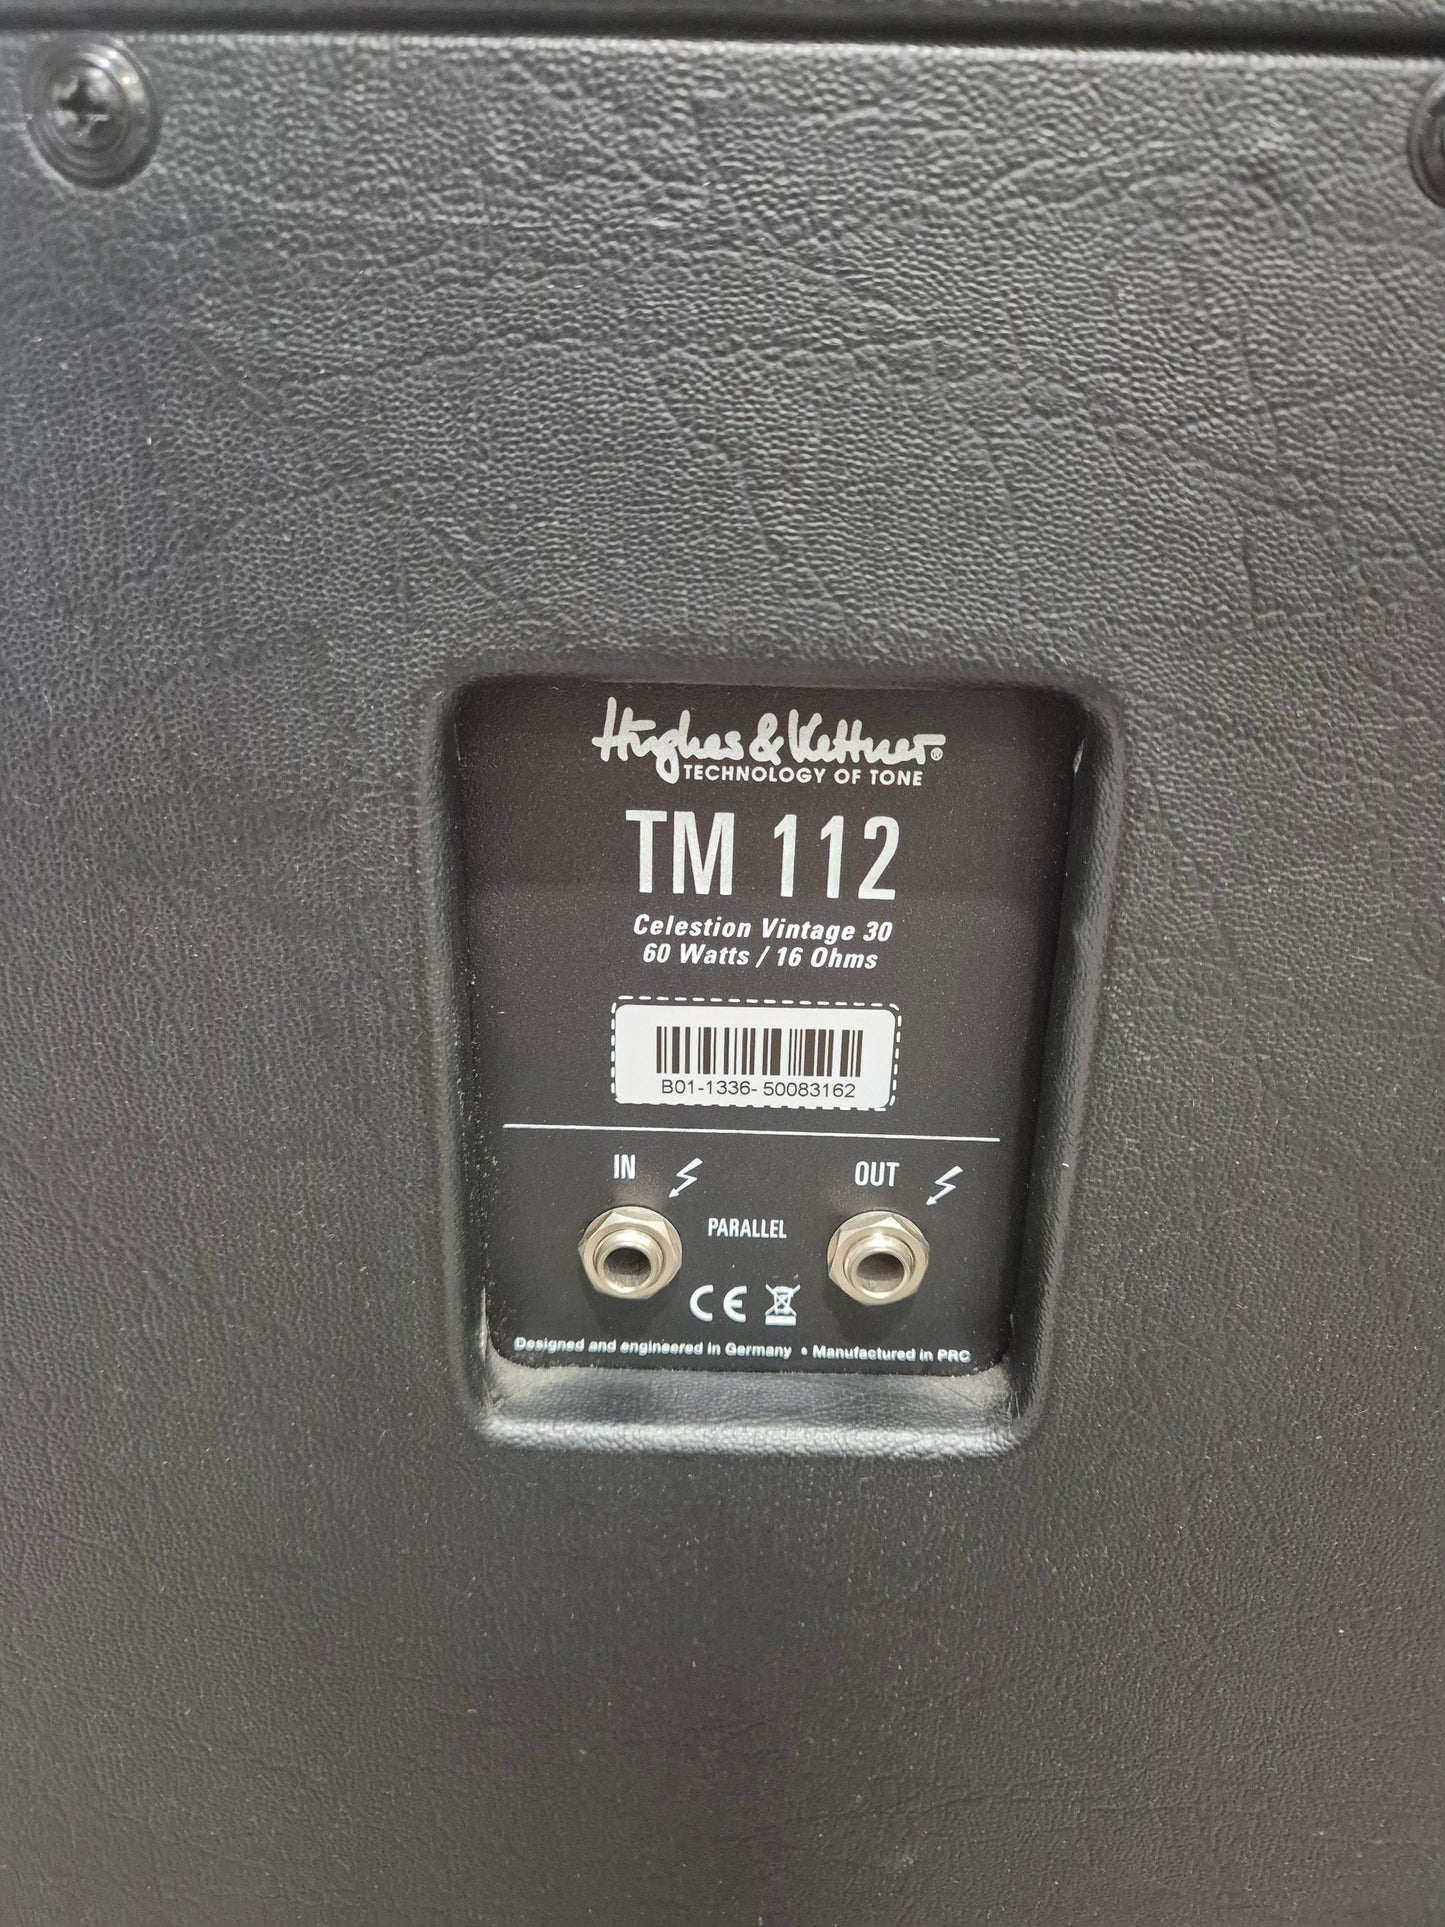 Hughes & Kettner®
TECHNOLOGY OF TONE
TM 112
Celestion Vintage 30
60 Watts / 16 Ohms
B01-1336- 50083162
IN OUT
PARALLEL
CE
Designed and engineered in Germany • Manufactured in PRC